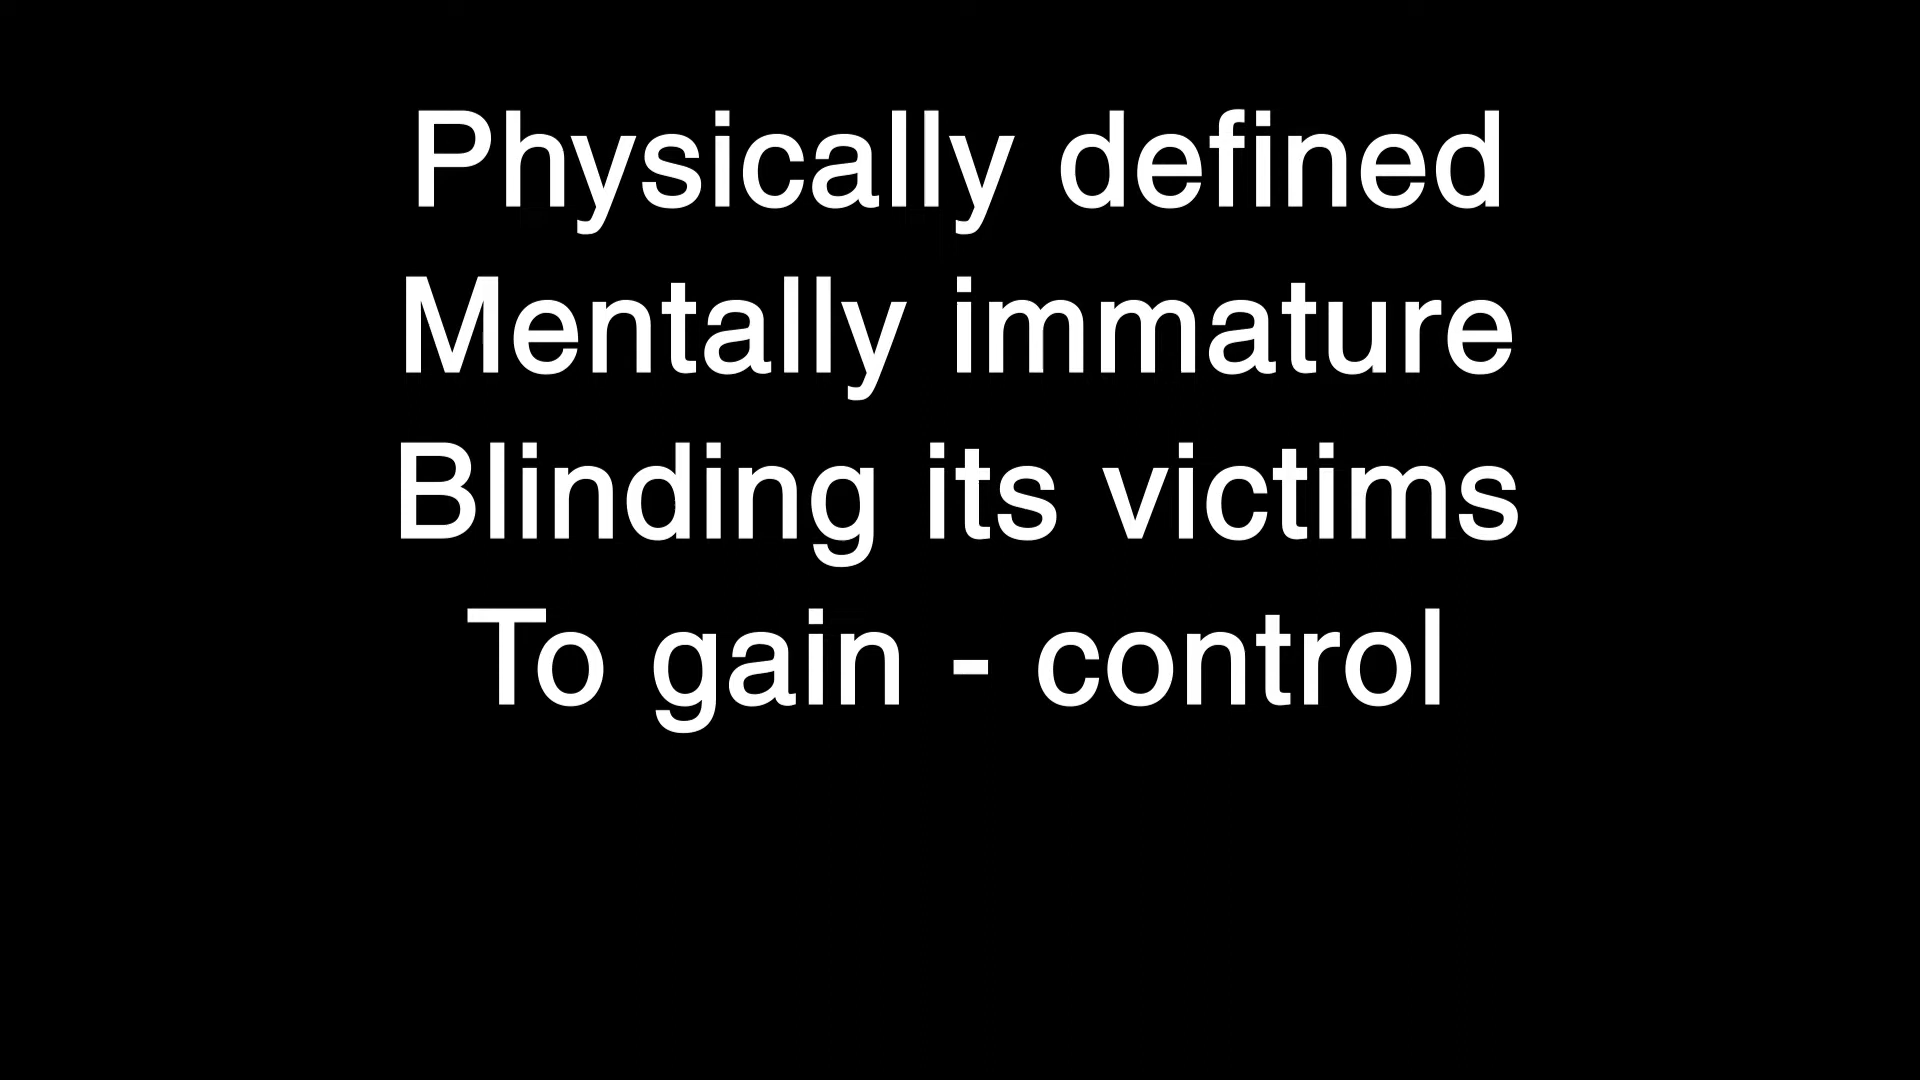 Physically defined
Mentally immature
Blinding its victims
To gain - control